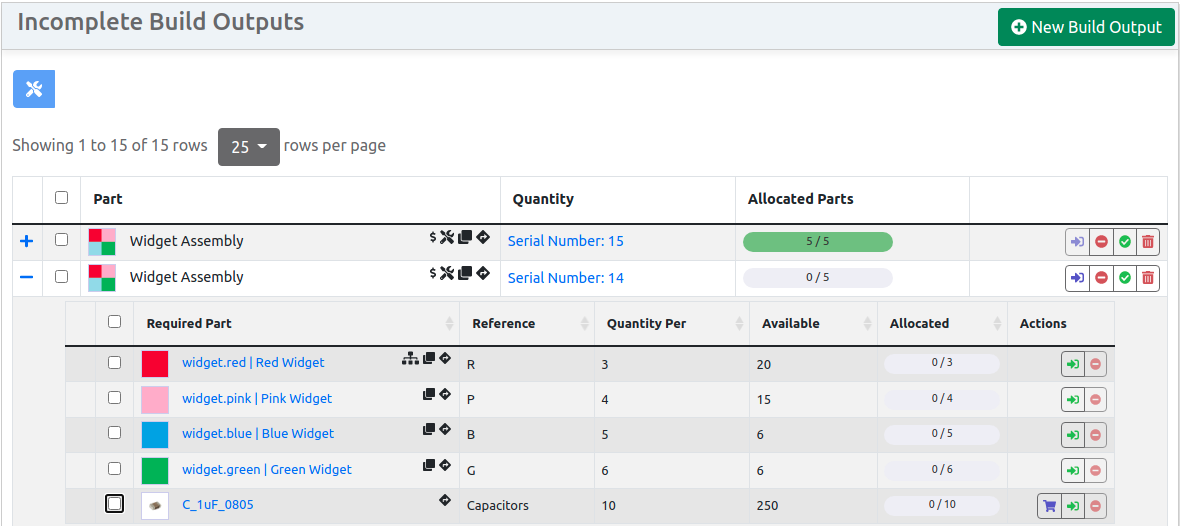 Incomplete Build Outputs
New Build Output
Showing 1 to 15 of 15 rows 25 rows per page
Part Quantity Allocated Parts
Widget Assembly $ Serial Number: 15 5 / 5
Widget Assembly $ Serial Number: 14 0 / 5
Required Part Reference Quantity Per Available Allocated Actions
widget.red | Red Widget R 3 20 0 / 3
widget.pink | Pink Widget P 4 15 0 / 4
widget.blue | Blue Widget B 5 6 0 / 5
widget.green | Green Widget G 6 6 0 / 6
C_1uF_0805 Capacitors 10 250 0 / 10